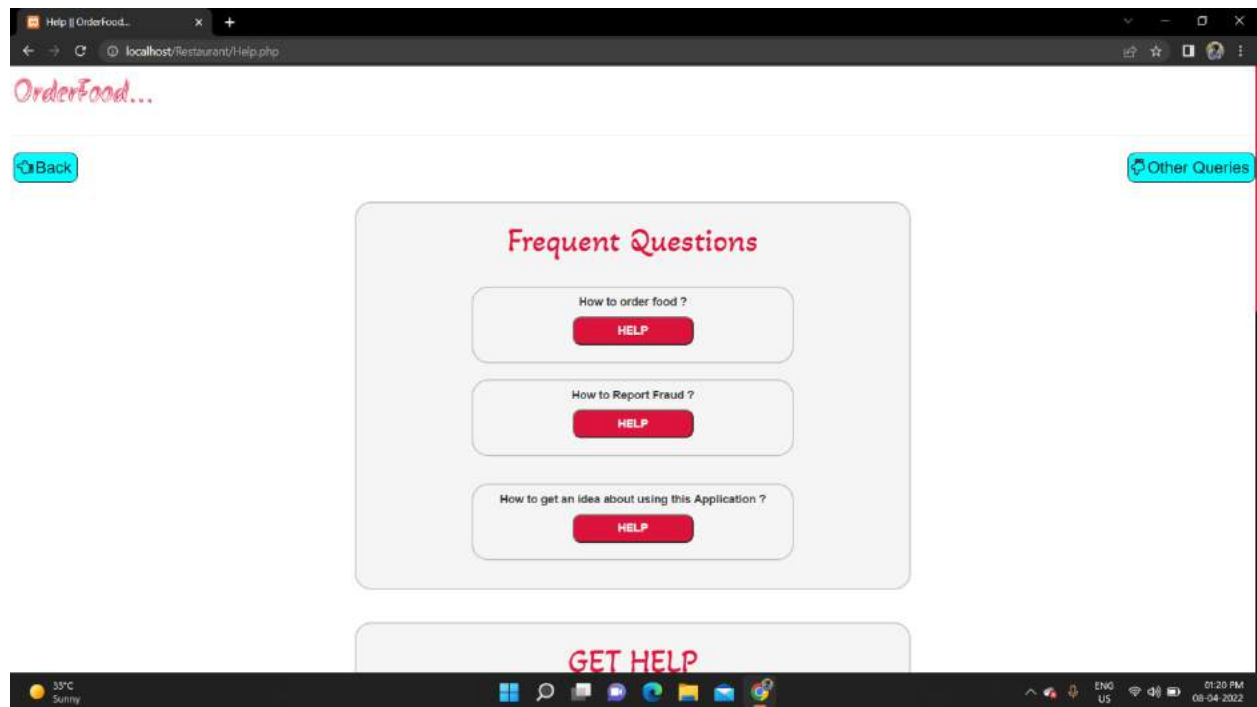 Help || OrderFood...
localhost/Restaurant/Help.php
OrderFood...
Back
Other Queries
Frequent Questions
How to order food ?
HELP
How to Report Fraud ?
HELP
How to get an idea about using this Application ?
HELP
GET HELP
33°C
Sunny
ENG
US
01:20 PM
08-04-2022